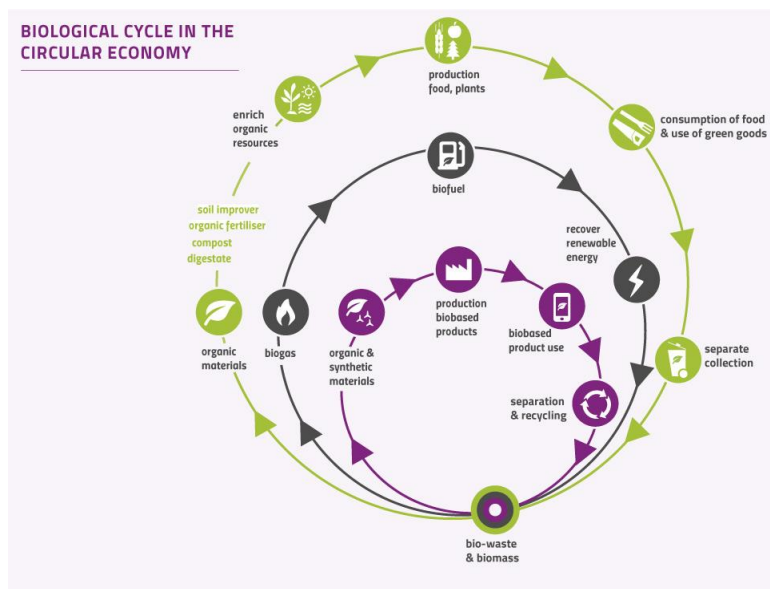 BIOLOGICAL CYCLE IN THE
CIRCULAR ECONOMY
production
food, plants
enrich
organic
resources
consumption of food
& use of green goods
biofuel
soil improver
organic fertiliser
compost
digestate
recover
renewable
energy
production
biobased
products
biobased
product use
organic
materials
biogas
organic &
synthetic
materials
separate
collection
separation
& recycling
bio-waste
& biomass